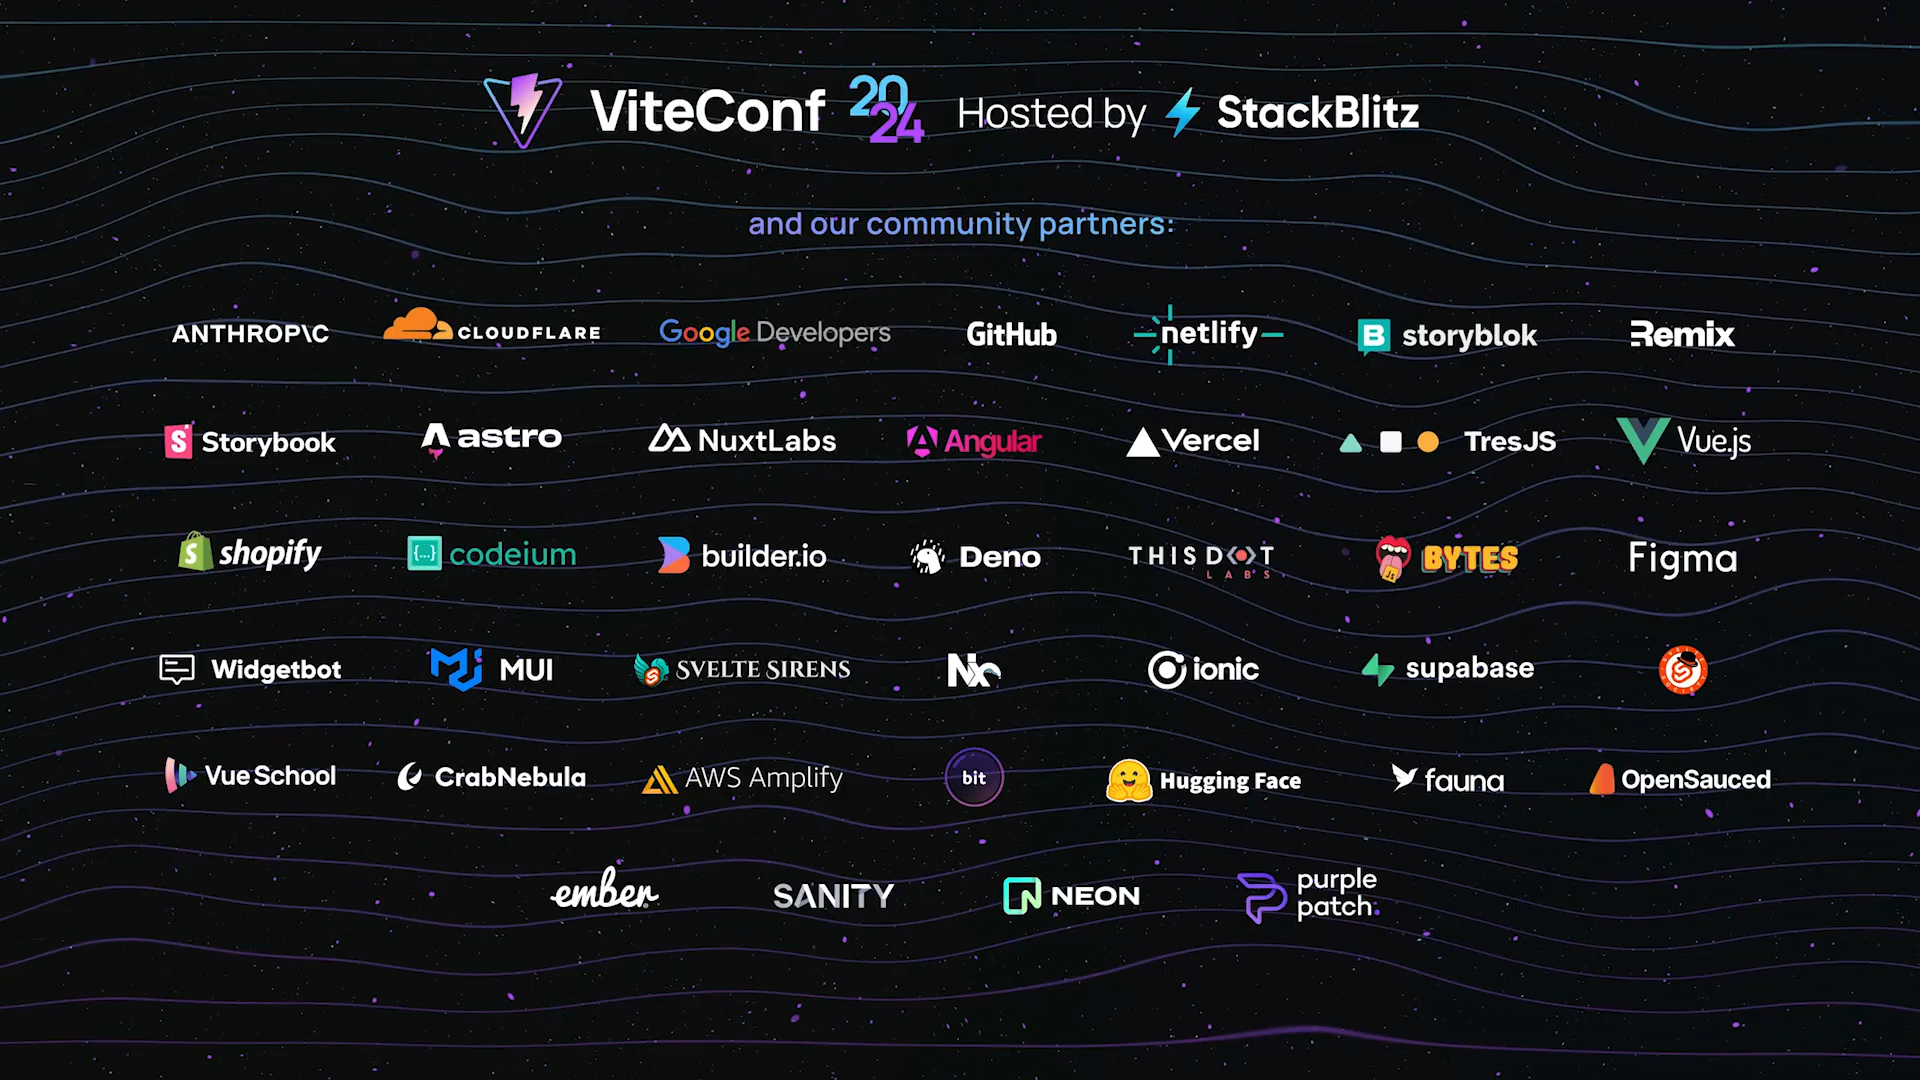 ViteConf 2024 Hosted by StackBlitz
and our community partners:
ANTHROP\C CLOUDFLARE Google Developers GitHub netlify B storyblok Remix
S Storybook astro NuxtLabs Angular Vercel TresJS Vue.js
S shopify {...} codeium builder.io Deno THIS DOT LABS JS BYTES Figma
Widgetbot MUI SVELTE SIRENS Nx ionic supabase
Vue School CrabNebula AWS Amplify bit Hugging Face fauna OpenSauced
ember SANITY NEON purple patch.